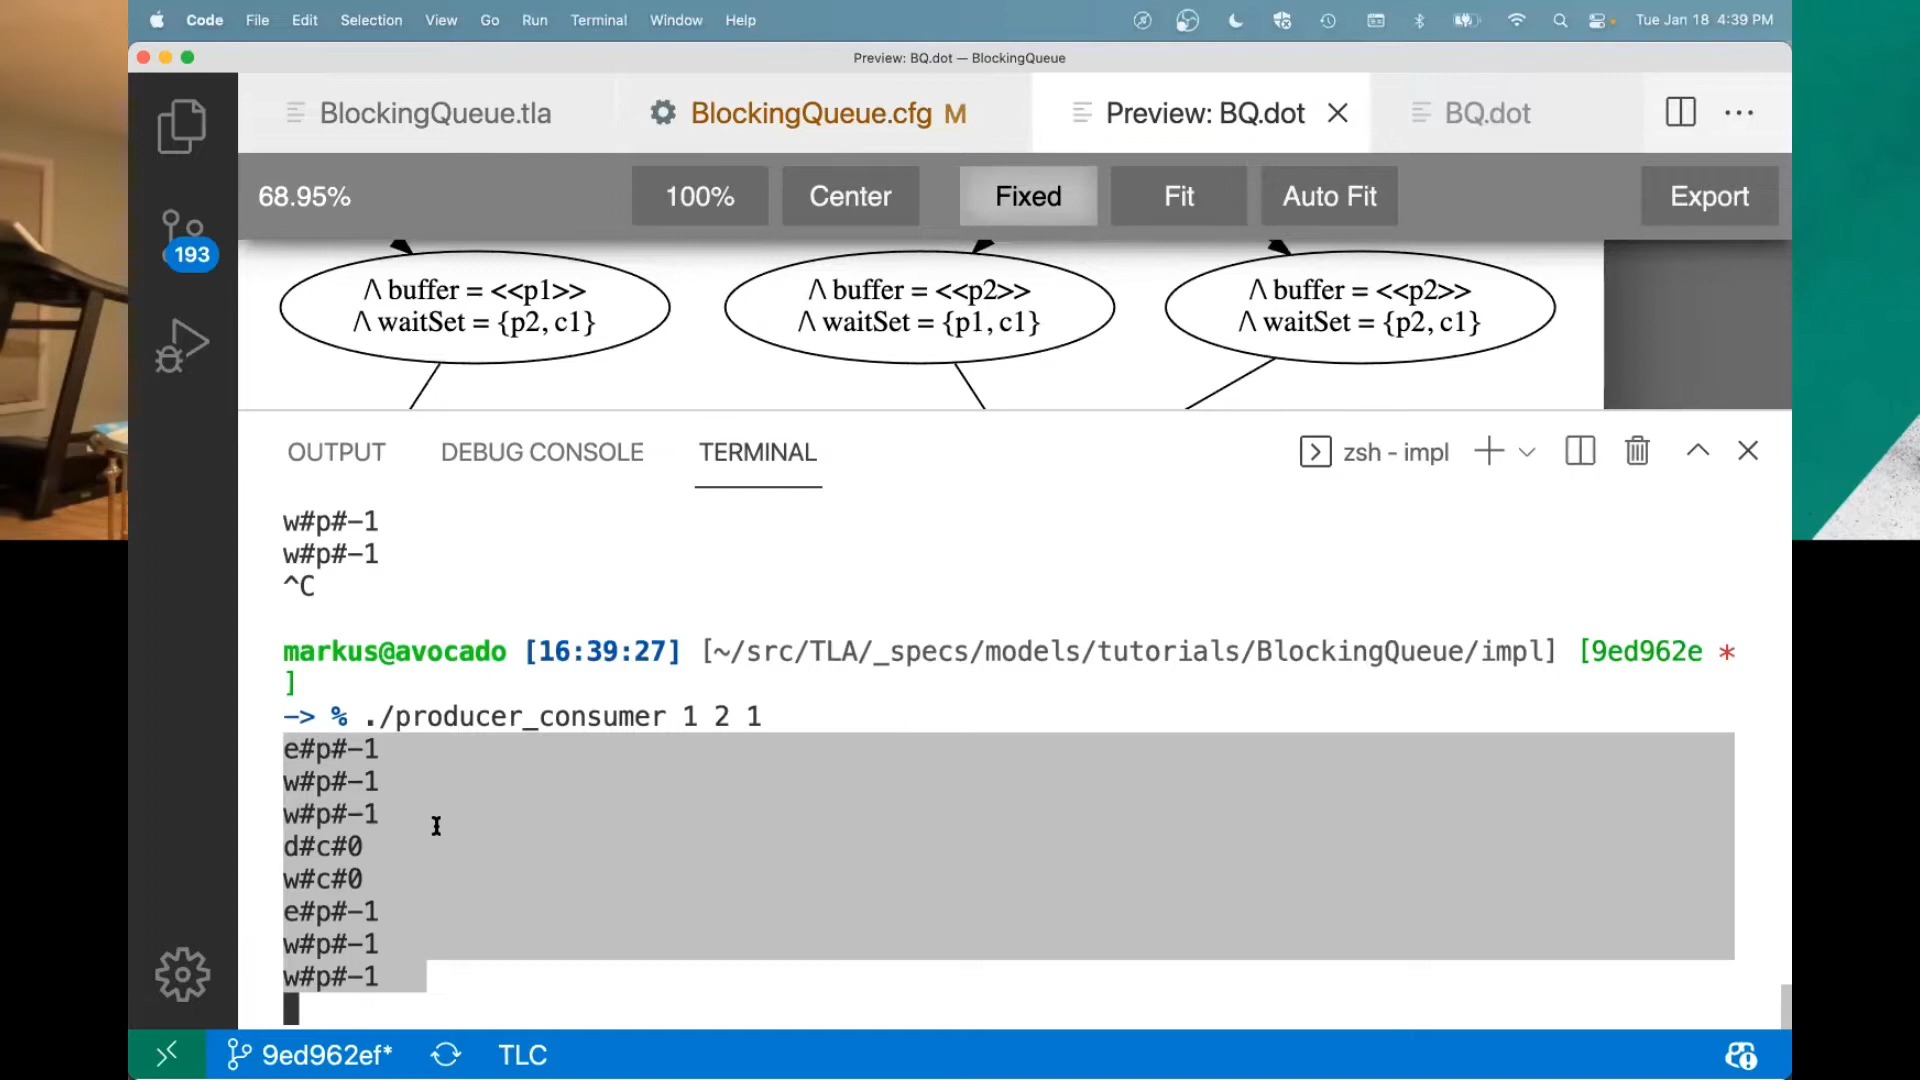 Code File Edit Selection View Go Run Terminal Window Help Tue Jan 18 4:39 PM
Preview: BQ.dot — BlockingQueue
BlockingQueue.tla BlockingQueue.cfg M Preview: BQ.dot BQ.dot
68.95% 100% Center Fixed Fit Auto Fit Export
193
/\ buffer = <<p1>>
/\ waitSet = {p2, c1}
/\ buffer = <<p2>>
/\ waitSet = {p1, c1}
/\ buffer = <<p2>>
/\ waitSet = {p2, c1}
OUTPUT DEBUG CONSOLE TERMINAL zsh - impl
w#p#-1
w#p#-1
^C
markus@avocado [16:39:27] [~/src/TLA/_specs/models/tutorials/BlockingQueue/impl] [9ed962e *
]
-> % ./producer_consumer 1 2 1
e#p#-1
w#p#-1
w#p#-1
d#c#0
w#c#0
e#p#-1
w#p#-1
w#p#-1
9ed962ef* TLC